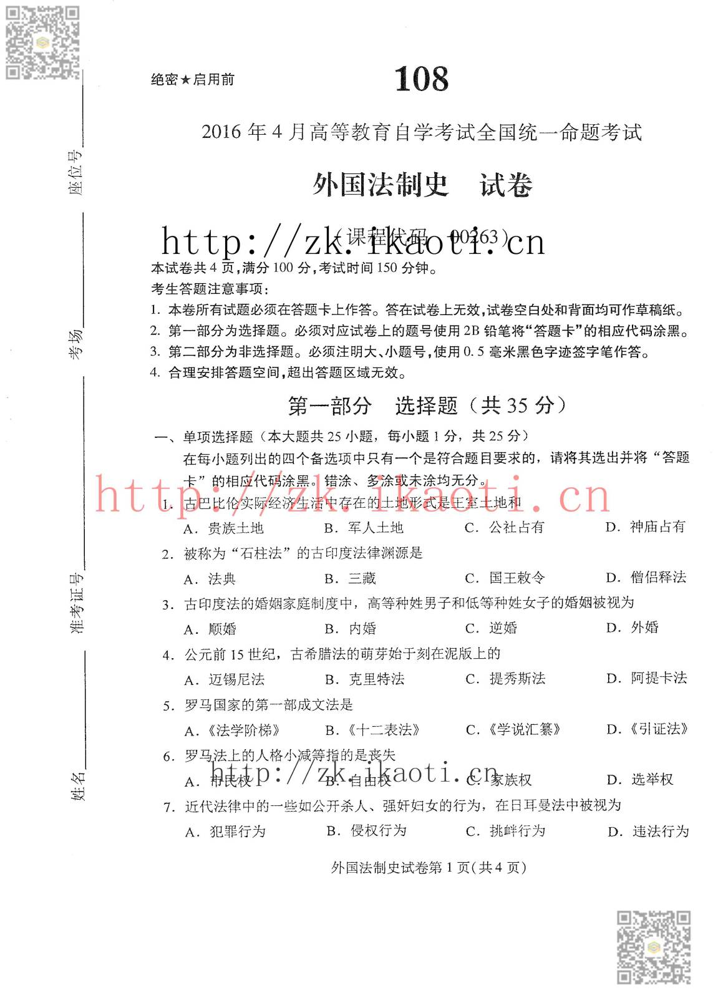 绝密★启用前
108
2016 年 4 月高等教育自学考试全国统一命题考试
外国法制史 试卷
(课程代码 00263)
http://zk.ikaoti.cn
本试卷共 4 页,满分 100 分,考试时间 150 分钟。
考生答题注意事项:
1. 本卷所有试题必须在答题卡上作答。答在试卷上无效,试卷空白处和背面均可作草稿纸。
2. 第一部分为选择题。必须对应试卷上的题号使用 2B 铅笔将“答题卡”的相应代码涂黑。
3. 第二部分为非选择题。必须注明大、小题号,使用 0.5 毫米黑色字迹签字笔作答。
4. 合理安排答题空间,超出答题区域无效。
第一部分 选择题(共 35 分)
一、单项选择题(本大题共 25 小题,每小题 1 分,共 25 分)
在每小题列出的四个备选项中只有一个是符合题目要求的,请将其选出并将“答题
卡”的相应代码涂黑。错涂、多涂或未涂均无分。
http://zk.ikaoti.cn
1. 古巴比伦实际经济生活中存在的土地形式是王室土地和
A. 贵族土地 B. 军人土地 C. 公社占有 D. 神庙占有
2. 被称为“石柱法”的古印度法律渊源是
A. 法典 B. 三藏 C. 国王敕令 D. 僧侣释法
3. 古印度法的婚姻家庭制度中,高等种姓男子和低等种姓女子的婚姻被视为
A. 顺婚 B. 内婚 C. 逆婚 D. 外婚
4. 公元前 15 世纪,古希腊法的萌芽始于刻在泥版上的
A. 迈锡尼法 B. 克里特法 C. 提秀斯法 D. 阿提卡法
5. 罗马国家的第一部成文法是
A.《法学阶梯》 B.《十二表法》 C.《学说汇纂》 D.《引证法》
6. 罗马法上的人格小减等指的是丧失
A. 市民权 B. 自由权 C. 家族权 D. 选举权
http://zk.ikaoti.cn
7. 近代法律中的一些如公开杀人、强奸妇女的行为,在日耳曼法中被视为
A. 犯罪行为 B. 侵权行为 C. 挑衅行为 D. 违法行为
外国法制史试卷第 1 页(共 4 页)
座位号
考场
准考证号
姓名